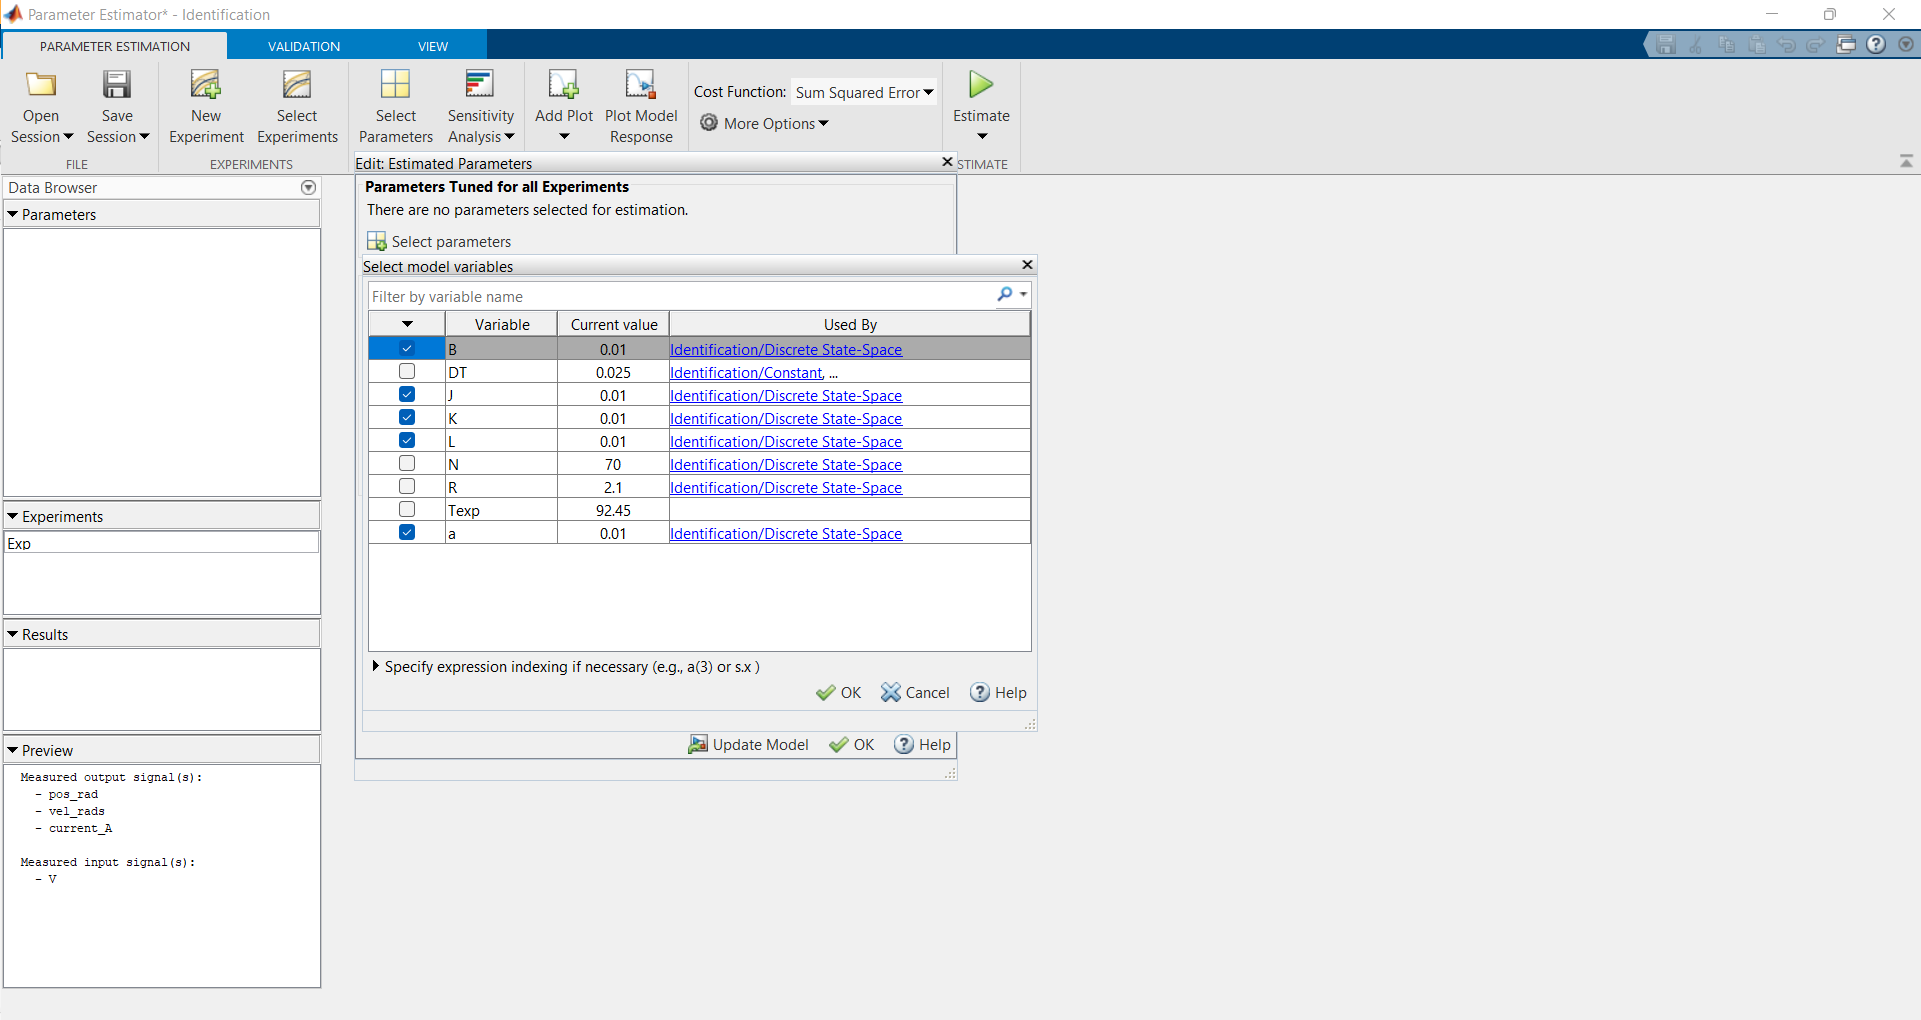 Parameter Estimator* - Identification
PARAMETER ESTIMATION VALIDATION VIEW
Open Session Save Session New Experiment Select Experiments Select Parameters Sensitivity Analysis Add Plot Plot Model Response Cost Function: Sum Squared Error More Options Estimate
FILE EXPERIMENTS STIMATE
Edit: Estimated Parameters
Data Browser
Parameters
Experiments
Exp
Results
Preview
Measured output signal(s):
- pos_rad
- vel_rads
- current_A
Measured input signal(s):
- V
Parameters Tuned for all Experiments
There are no parameters selected for estimation.
Select parameters
Select model variables
Filter by variable name
Variable Current value Used By
B 0.01 Identification/Discrete State-Space
DT 0.025 Identification/Constant, ...
J 0.01 Identification/Discrete State-Space
K 0.01 Identification/Discrete State-Space
L 0.01 Identification/Discrete State-Space
N 70 Identification/Discrete State-Space
R 2.1 Identification/Discrete State-Space
Texp 92.45
a 0.01 Identification/Discrete State-Space
Specify expression indexing if necessary (e.g., a(3) or s.x )
OK Cancel Help
Update Model OK Help